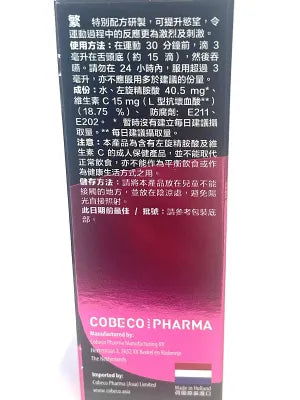 繁 特別配方研製，可提升慾望，令
運動過程中的反應更為激烈及刺激。
使用方法：在運動 30 分鐘前，滴 3
毫升在舌頭底（約 15 滴），然後吞
嚥。請勿在 24 小時內，服用超過 3
毫升，亦不應服用多於建議的份量。
成份：水、左旋精胺酸 40.5 mg*、
維生素 C 15 mg（L 型抗壞血酸**）
（18.75 %）、防腐劑：E211、
E202。* 暫時沒有建立每日建議攝
取量。**每日建議攝取量。
注意：本產品為含有左旋精胺酸及維
生素 C 的成人保健產品，並不能取代
正常飲食，亦不能作為平衡飲食或作
為健康生活方式之用。
儲存方法：請將本產品放在兒童不能
接觸的地方，並放在陰涼處，避免陽
光直接照射。
此日期前最佳 / 批號：請參考包裝底
部。
COBECO PHARMA
Manufactured by:
Cobeco Pharma Manufacturing BV
2652 XR Berkel en Rodenrijs
The Netherlands
Imported by:
Cobeco Pharma (Asia) Limited
www.cobeco.asia
Made in Holland
荷蘭原裝進口